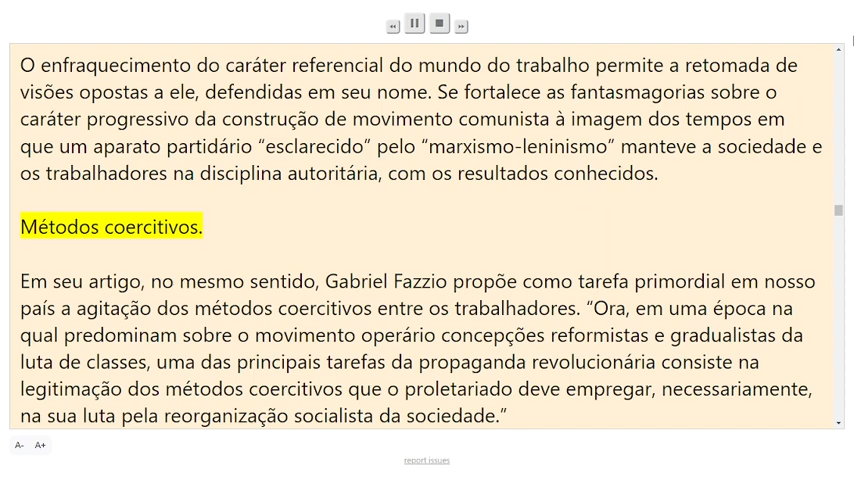 O enfraquecimento do caráter referencial do mundo do trabalho permite a retomada de
visões opostas a ele, defendidas em seu nome. Se fortalece as fantasmagorias sobre o
caráter progressivo da construção de movimento comunista à imagem dos tempos em
que um aparato partidário “esclarecido” pelo “marxismo-leninismo” manteve a sociedade e
os trabalhadores na disciplina autoritária, com os resultados conhecidos.
Métodos coercitivos.
Em seu artigo, no mesmo sentido, Gabriel Fazzio propõe como tarefa primordial em nosso
país a agitação dos métodos coercitivos entre os trabalhadores. “Ora, em uma época na
qual predominam sobre o movimento operário concepções reformistas e gradualistas da
luta de classes, uma das principais tarefas da propaganda revolucionária consiste na
legitimação dos métodos coercitivos que o proletariado deve empregar, necessariamente,
na sua luta pela reorganização socialista da sociedade.”
A- A+
report issues